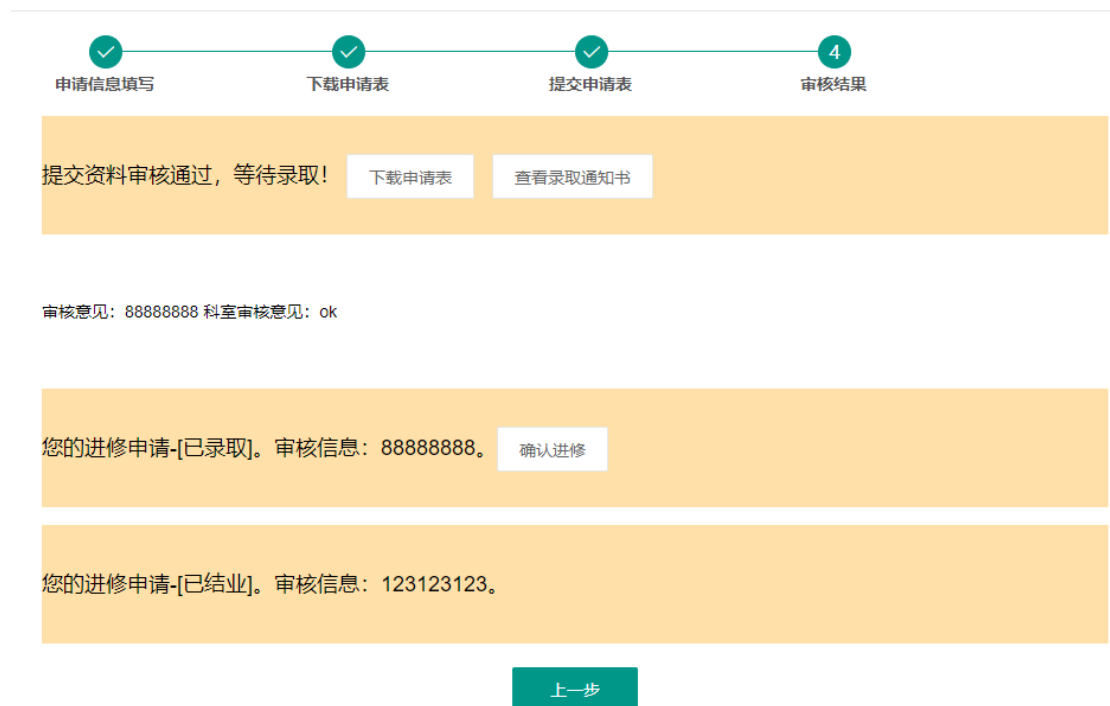 4
申请信息填写 下载申请表 提交申请表 审核结果
提交资料审核通过，等待录取！ 下载申请表 查看录取通知书
审核意见：88888888 科室审核意见：ok
您的进修申请-[已录取]。审核信息：88888888。 确认进修
您的进修申请-[已结业]。审核信息：123123123。
上一步